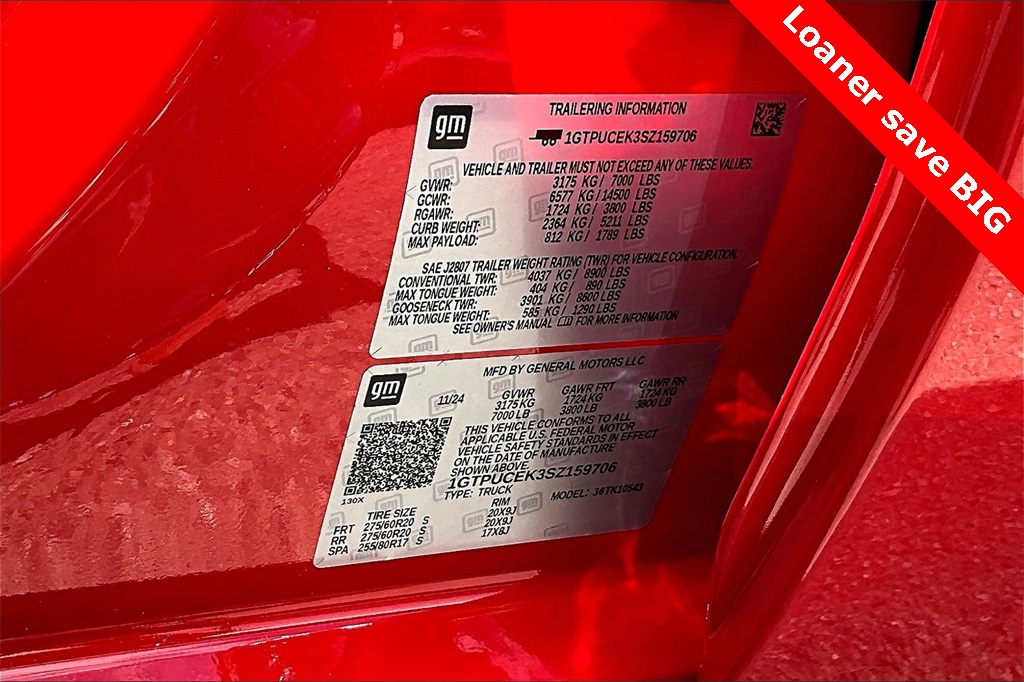 Loaner save BIG
gm
TRAILERING INFORMATION
1GTPUCEK3SZ159706
VEHICLE AND TRAILER MUST NOT EXCEED ANY OF THESE VALUES.
GVWR: 3175 KG / 7000 LBS
GCWR: 6577 KG / 14500 LBS
RGAWR: 1724 KG / 3800 LBS
CURB WEIGHT: 2364 KG / 5211 LBS
MAX PAYLOAD: 812 KG / 1789 LBS
SAE J2807 TRAILER WEIGHT RATING (TWR) FOR VEHICLE CONFIGURATION.
CONVENTIONAL TWR: 4037 KG / 8900 LBS
MAX TONGUE WEIGHT: 404 KG / 890 LBS
GOOSENECK TWR: 3901 KG / 8600 LBS
MAX TONGUE WEIGHT: 585 KG / 1290 LBS
SEE OWNER'S MANUAL FOR MORE INFORMATION
gm
MFD BY GENERAL MOTORS LLC
11/24 GVWR GAWR FRT GAWR RR
3175 KG 1724 KG 1724 KG
7000 LB 3800 LB 3800 LB
THIS VEHICLE CONFORMS TO ALL
APPLICABLE U.S. FEDERAL MOTOR
VEHICLE SAFETY STANDARDS IN EFFECT
ON THE DATE OF MANUFACTURE
SHOWN ABOVE.
1GTPUCEK3SZ159706
130X TYPE: TRUCK MODEL: 36TK10543
TIRE SIZE RIM
FRT 275/60R20 S 20X9J
RR 275/60R20 S 20X9J
SPA 255/80R17 S 17X8J